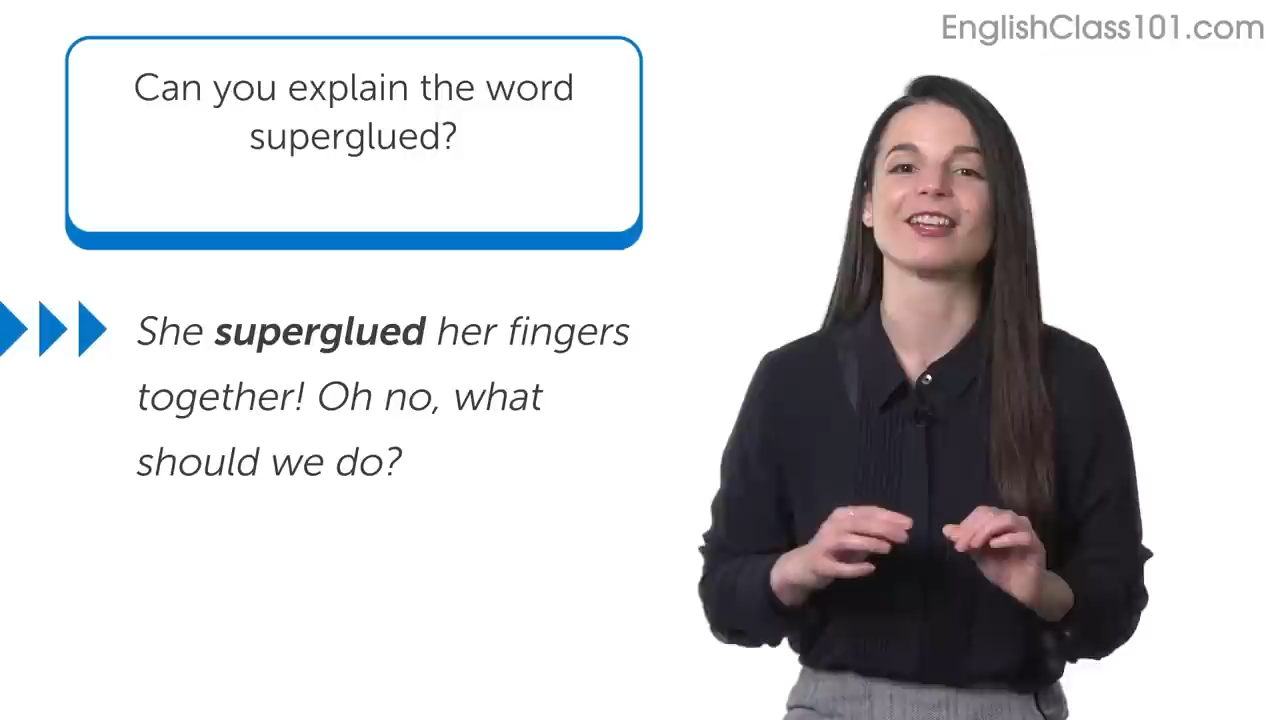 EnglishClass101.com
Can you explain the word
superglued?
She superglued her fingers
together! Oh no, what
should we do?